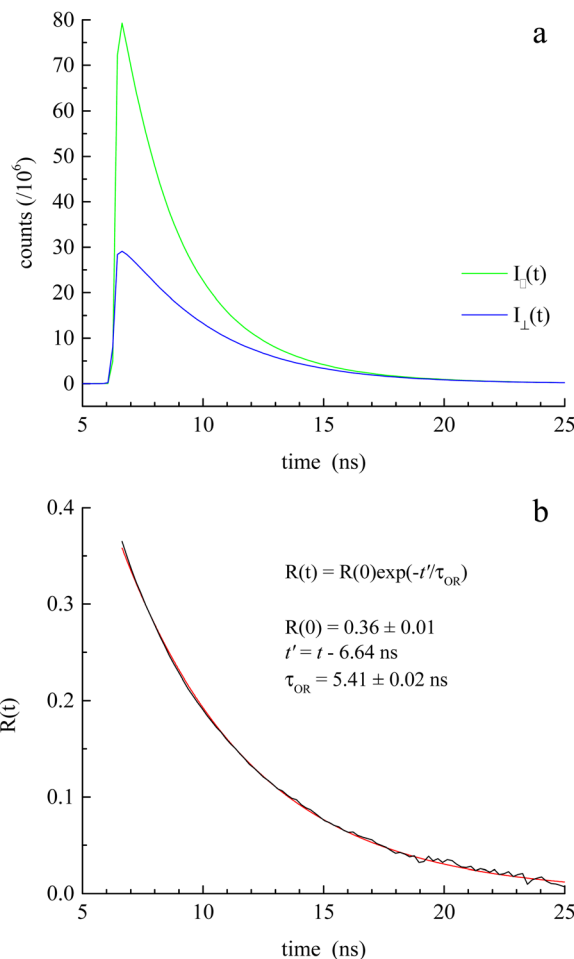 a
80
70
60
50
40
30
20
10
0
counts (/10⁶)
I□(t)
I⊥(t)
5 10 15 20 25
time (ns)
b
0.4
0.3
0.2
0.1
0.0
R(t)
R(t) = R(0)exp(-t'/τOR)
R(0) = 0.36 ± 0.01
t' = t - 6.64 ns
τOR = 5.41 ± 0.02 ns
5 10 15 20 25
time (ns)